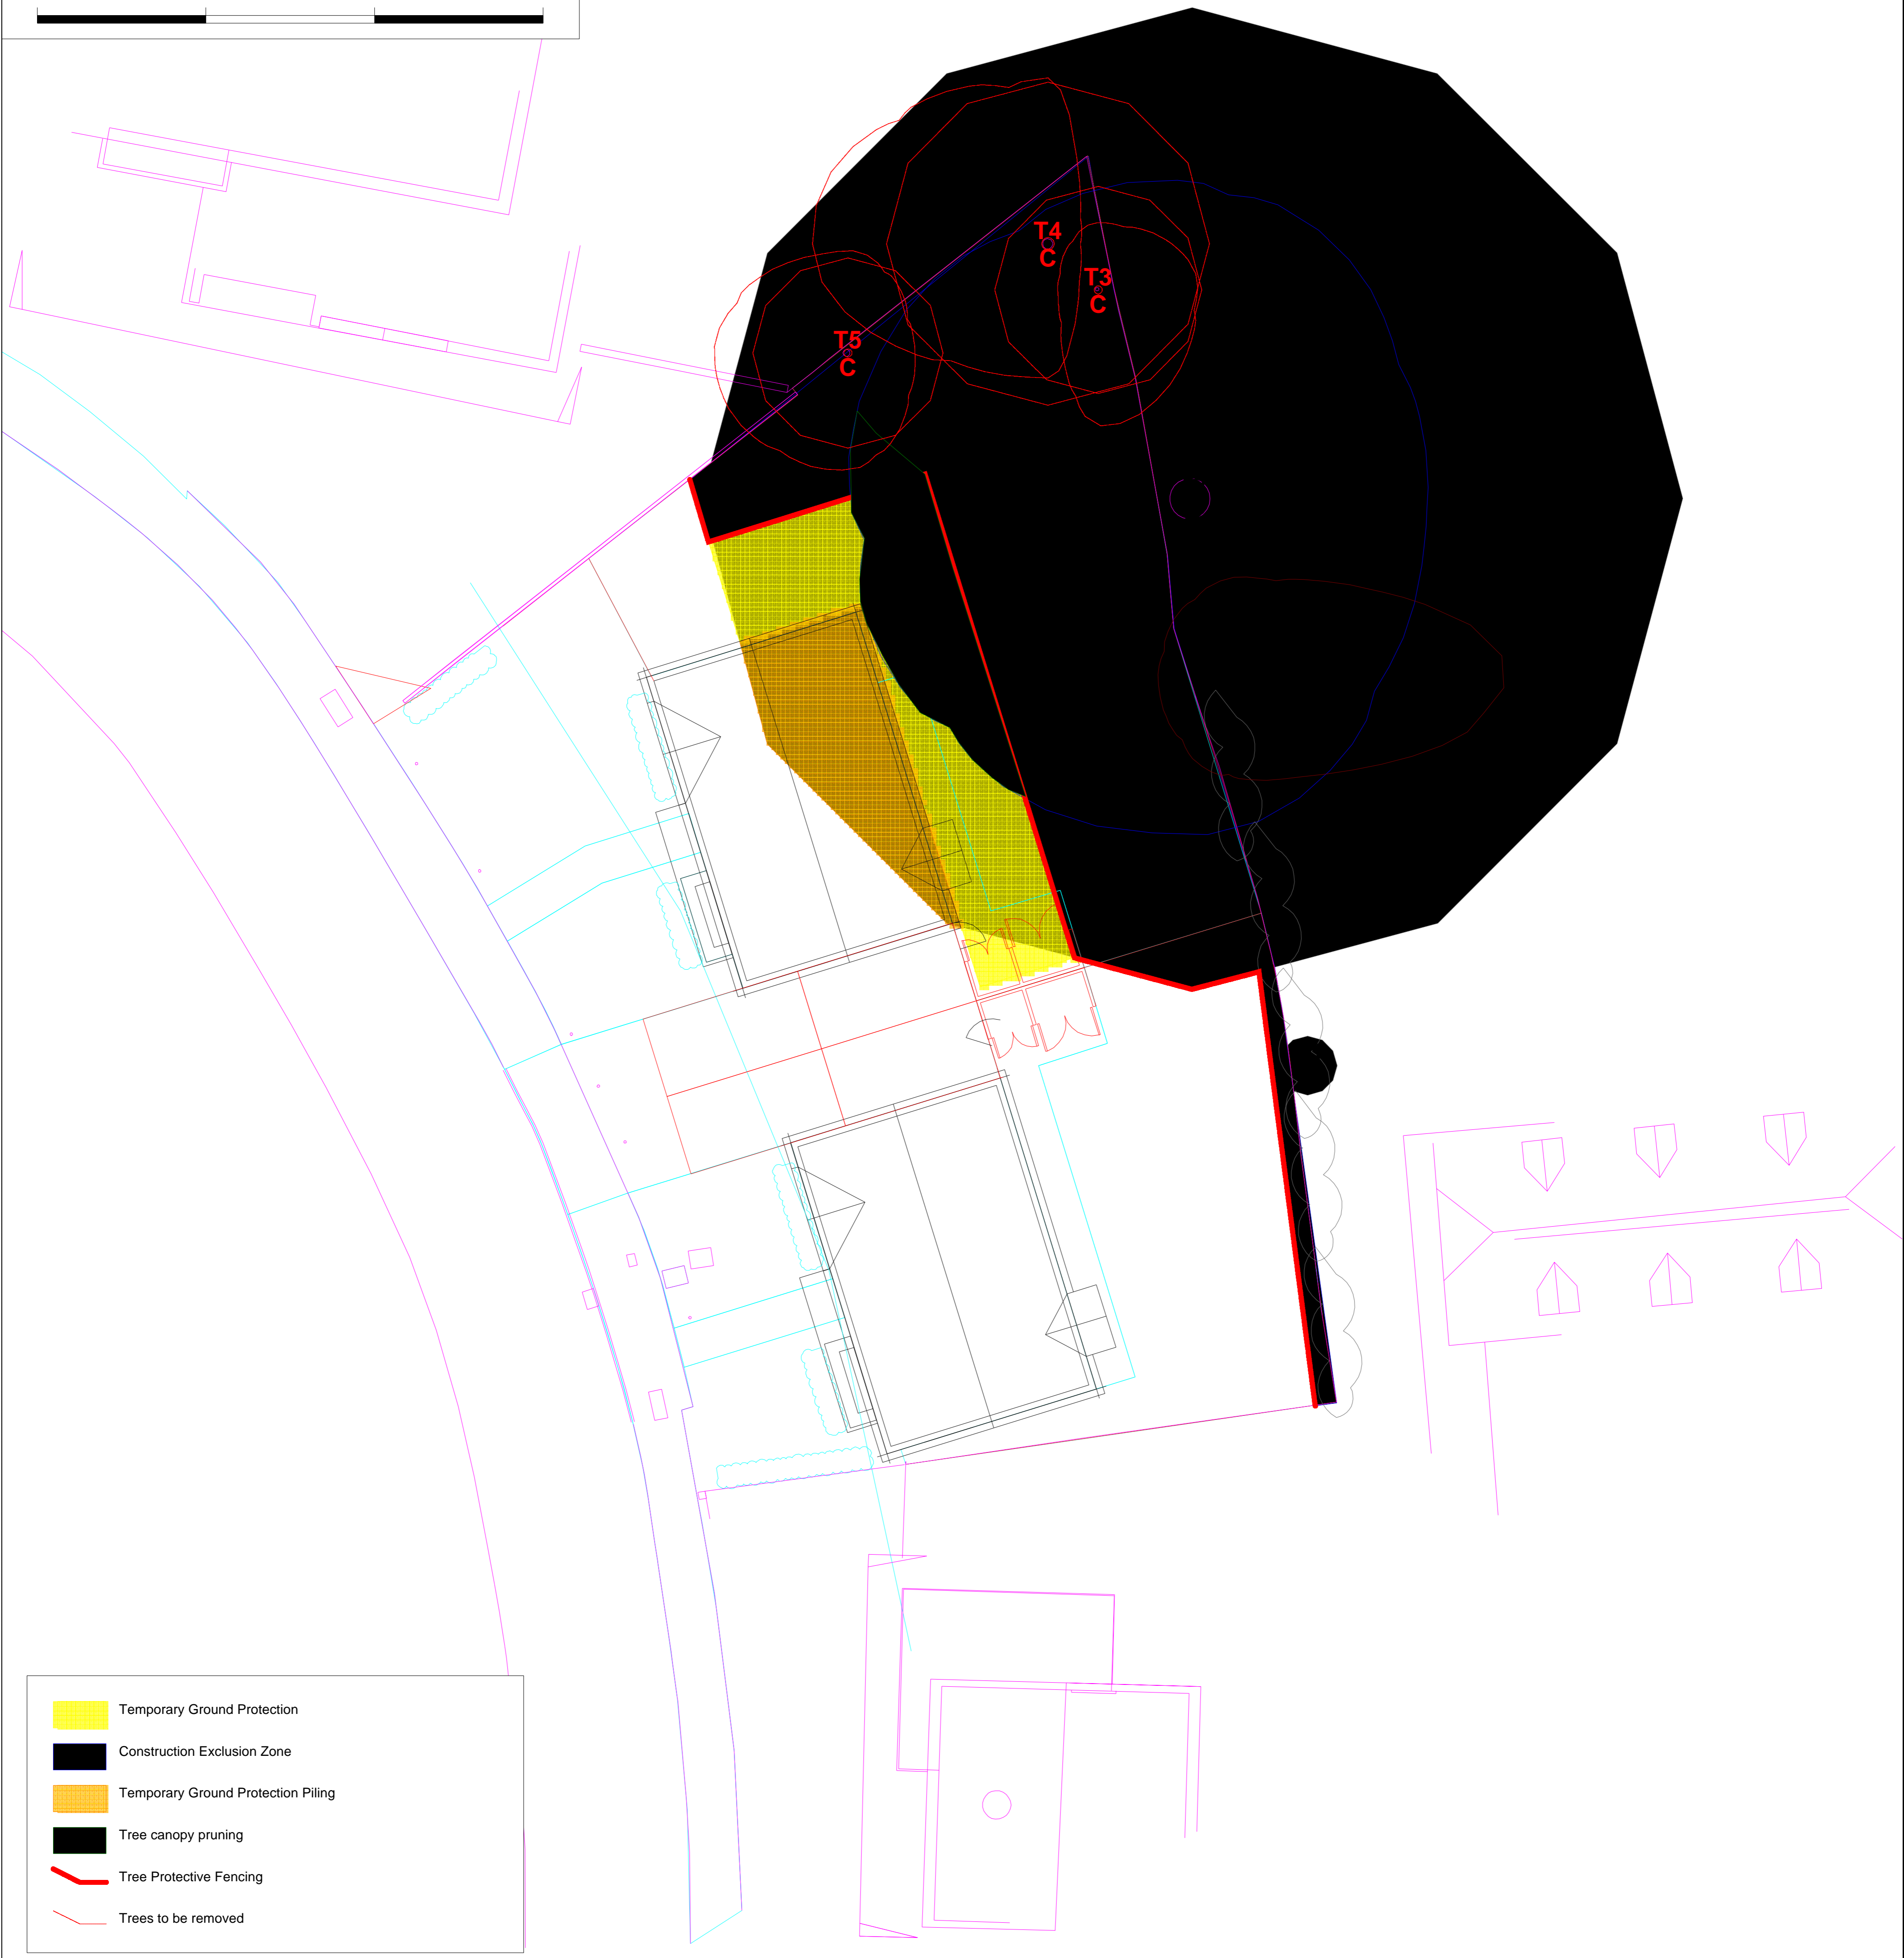 T4
C
T3
C
T5
C
Temporary Ground Protection
Construction Exclusion Zone
Temporary Ground Protection Piling
Tree canopy pruning
Tree Protective Fencing
Trees to be removed